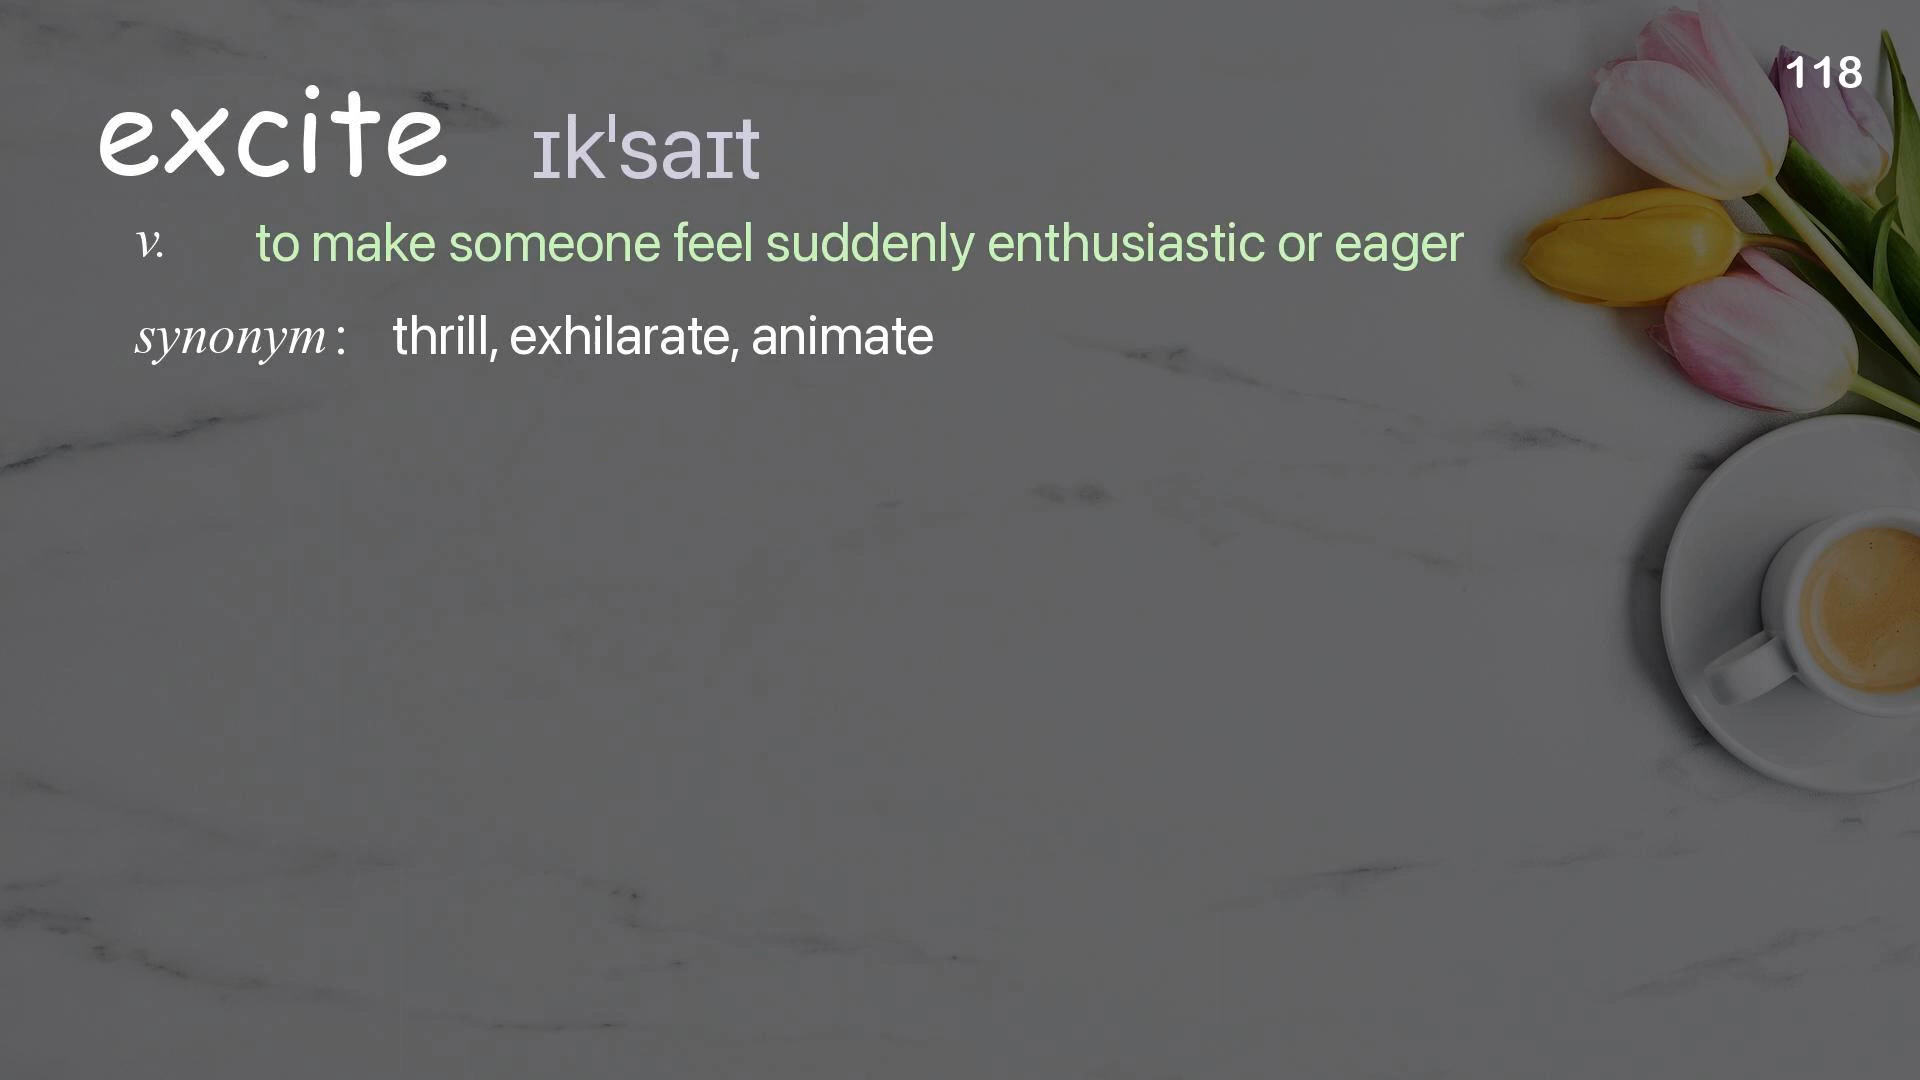 118
excite ɪkˈsaɪt
v. to make someone feel suddenly enthusiastic or eager
synonym : thrill, exhilarate, animate